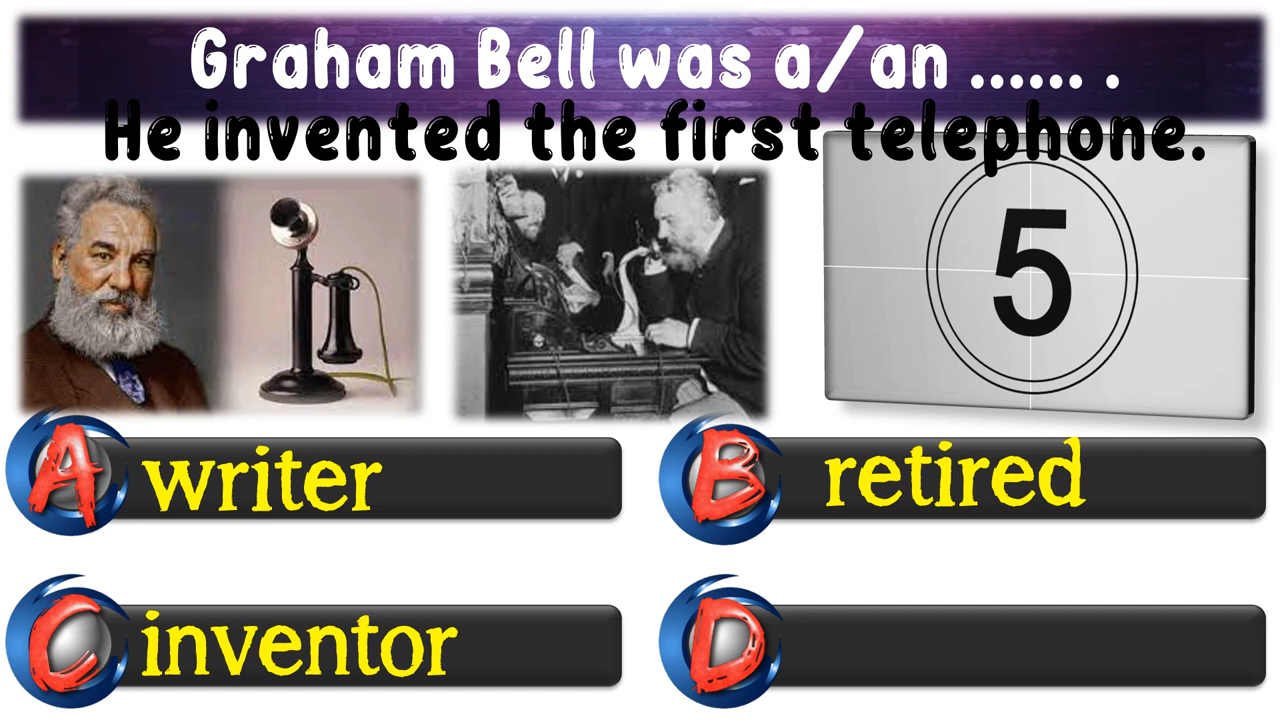 Graham Bell was a/an ...... .
He invented the first telephone.
5
A writer
B retired
C inventor
D